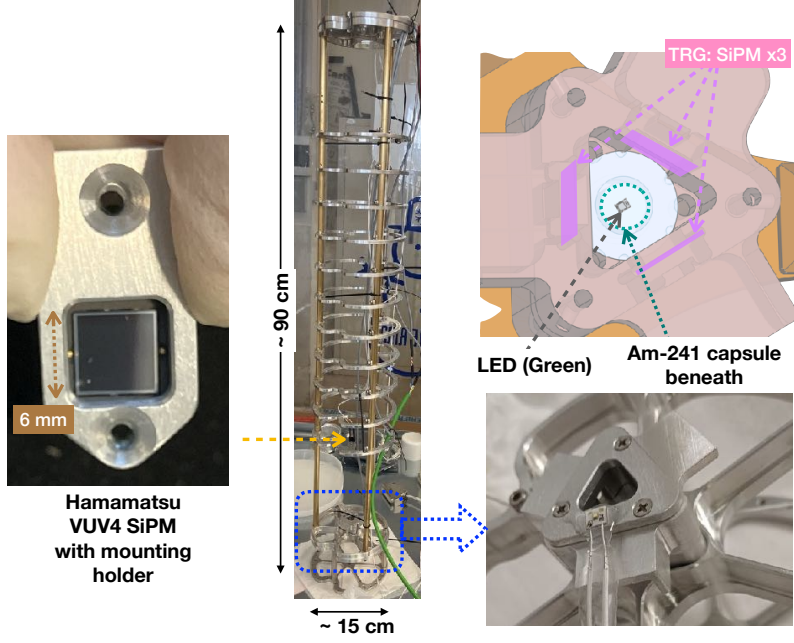 TRG: SiPM x3
~ 90 cm
6 mm
LED (Green)
Am-241 capsule
beneath
Hamamatsu
VUV4 SiPM
with mounting
holder
~ 15 cm